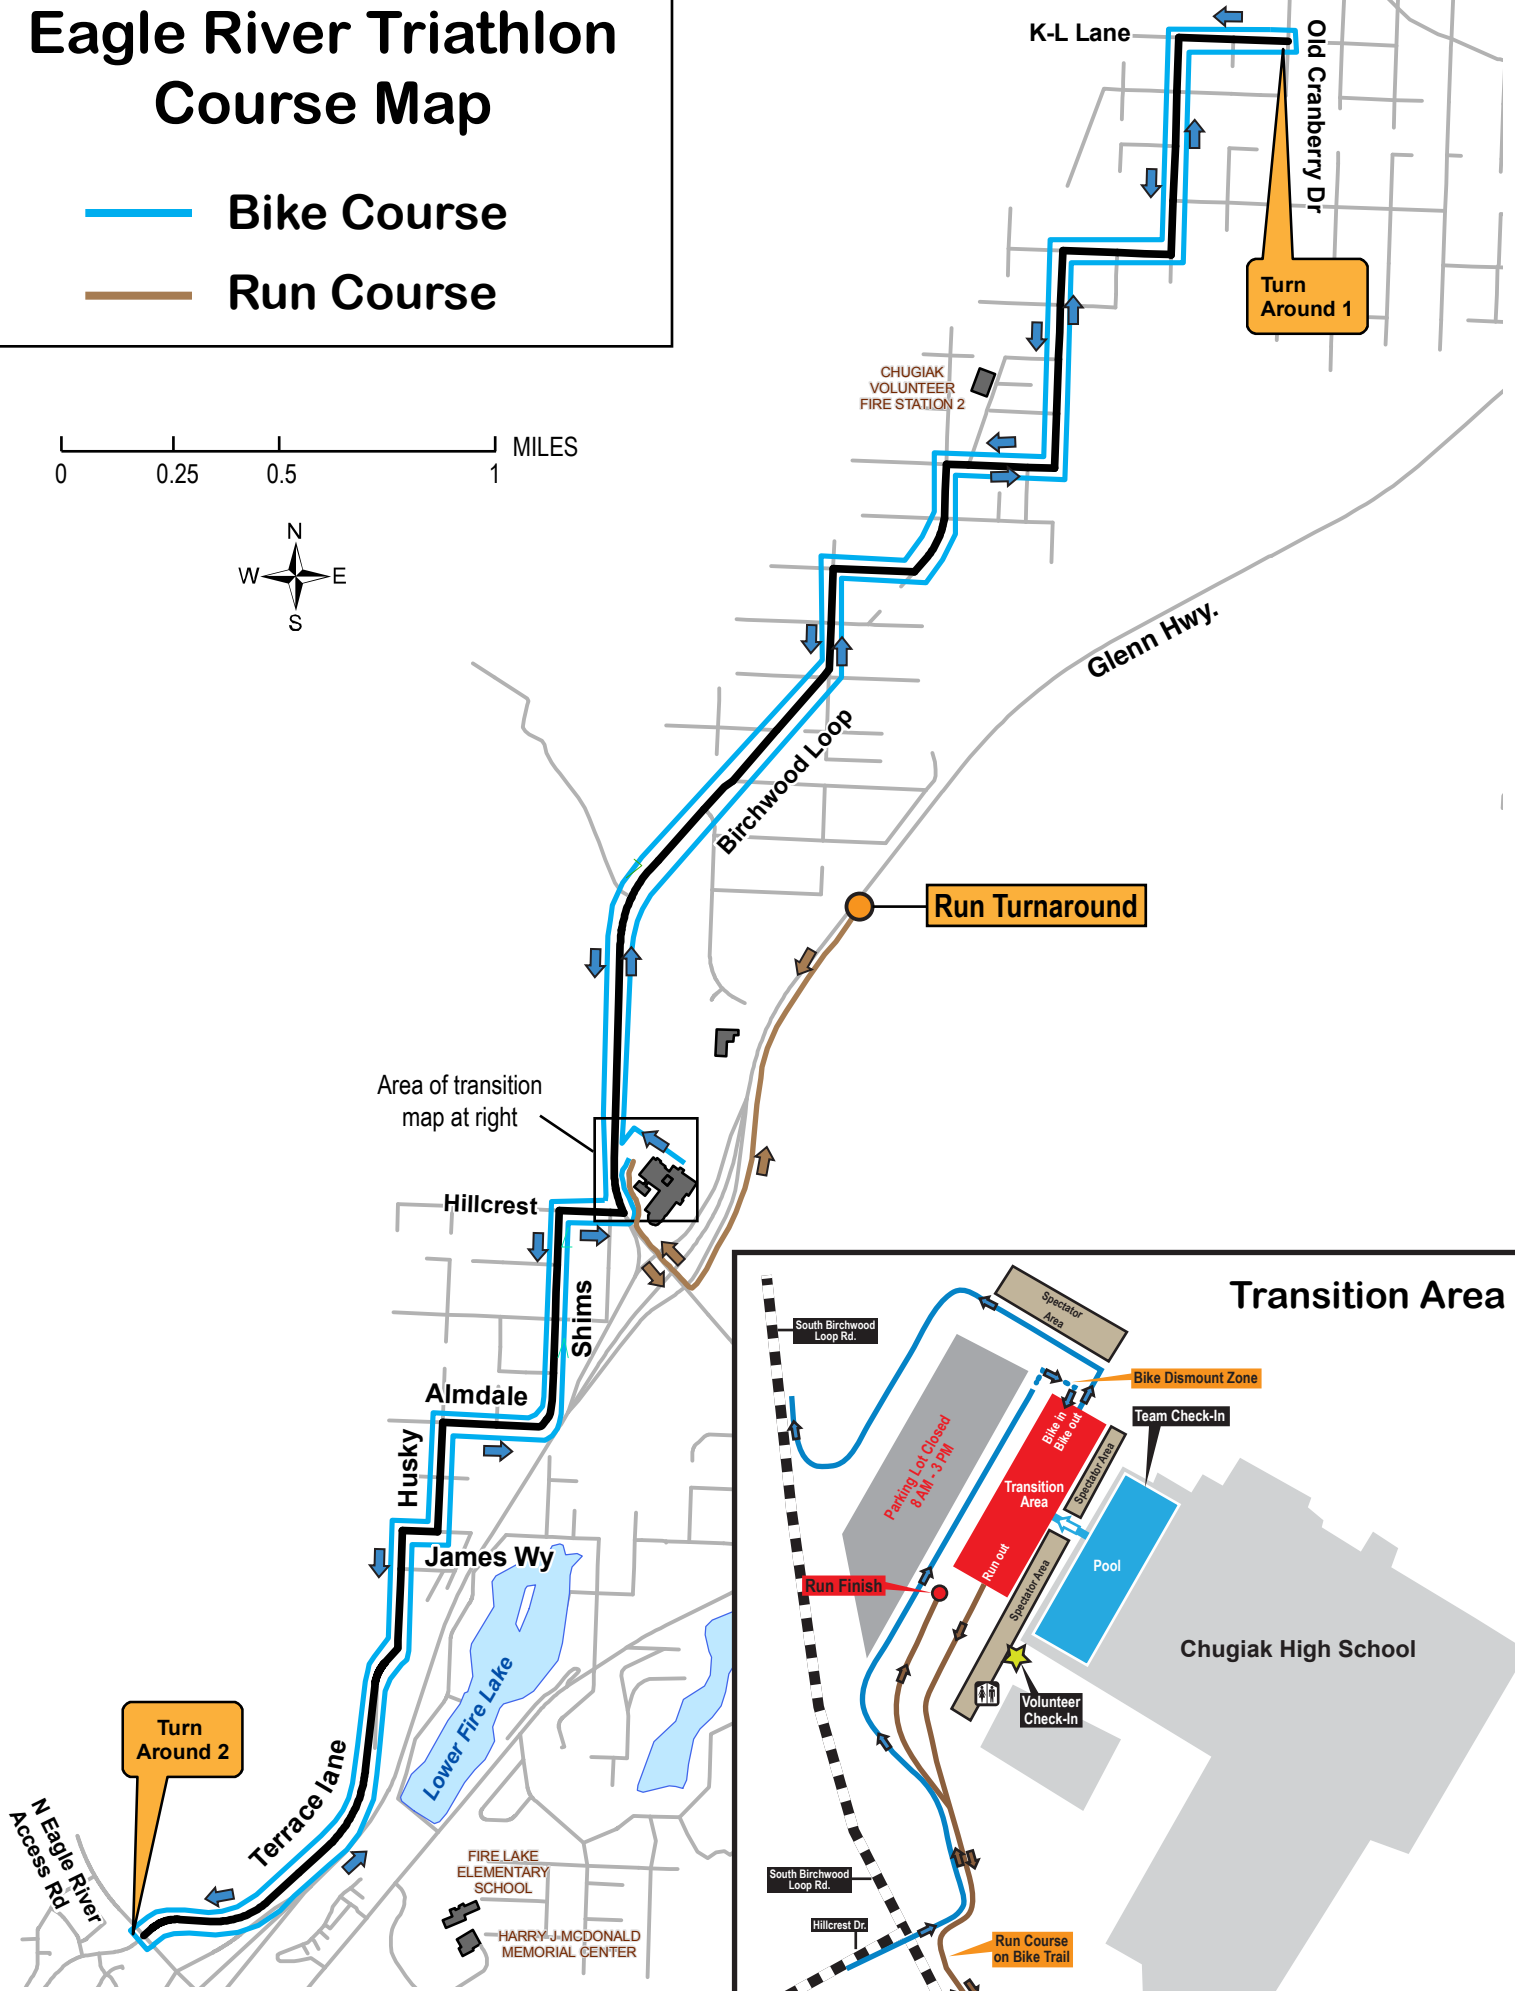 Eagle River Triathlon
Course Map
Bike Course
Run Course
0
0.25
0.5
1
MILES
N
W
E
S
K-L Lane
Old Cranberry Dr
Turn
Around 1
CHUGIAK
VOLUNTEER
FIRE STATION 2
Glenn Hwy.
Birchwood Loop
Run Turnaround
Area of transition
map at right
Hillcrest
Shims
Almdale
Husky
James Wy
Lower Fire Lake
Turn
Around 2
Terrace lane
N Eagle River
Access Rd
FIRE LAKE
ELEMENTARY
SCHOOL
HARRY J MCDONALD
MEMORIAL CENTER
Transition Area
South Birchwood
Loop Rd.
Spectator
Area
Bike Dismount Zone
Team Check-In
Bike in
Bike out
Parking Lot Closed
8 AM - 3 PM
Transition
Area
Spectator Area
Pool
Run out
Run Finish
Spectator Area
Chugiak High School
Volunteer
Check-In
South Birchwood
Loop Rd.
Hillcrest Dr.
Run Course
on Bike Trail